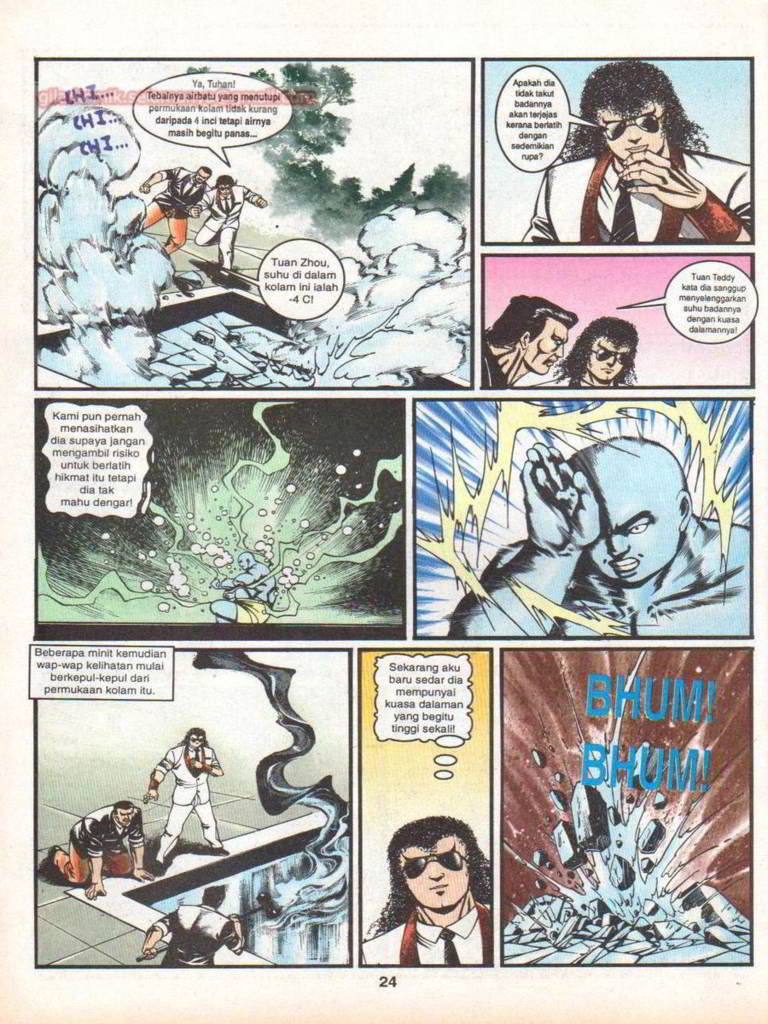 CHI...
CHI...
CHI...
Ya, Tuhan!
Tebalnya airbatu yang menutupi
permukaan kolam tidak kurang
daripada 4 inci tetapi airnya
masih begitu panas...
Tuan Zhou,
suhu di dalam
kolam ini ialah
-4 C!
Apakah dia
tidak takut
badannya
akan terjejas
kerana berlatih
dengan
sedemikian
rupa?
Tuan Teddy
kata dia sanggup
menyelenggarkan
suhu badannya
dengan kuasa
dalamannya!
Kami pun pernah
menasihatkan
dia supaya jangan
mengambil risiko
untuk berlatih
hikmat itu tetapi
dia tak
mahu dengar!
Beberapa minit kemudian
wap-wap kelihatan mulai
berkepul-kepul dari
permukaan kolam itu.
Sekarang aku
baru sedar dia
mempunyai
kuasa dalaman
yang begitu
tinggi sekali!
BHUM!
BHUM!
24